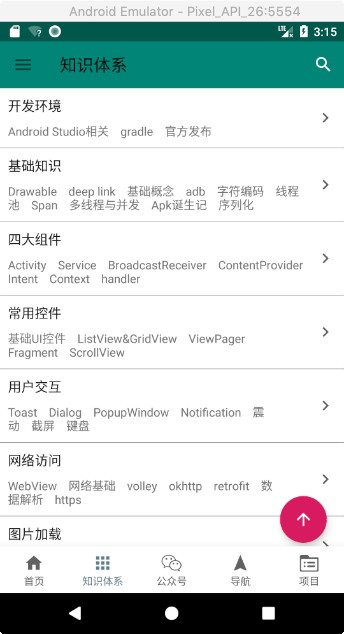 Android Emulator - Pixel_API_26:5554
LTE 3:15
知识体系
开发环境
Android Studio相关 gradle 官方发布
基础知识
Drawable deep link 基础概念 adb 字符编码 线程
池 Span 多线程与并发 Apk诞生记 序列化
四大组件
Activity Service BroadcastReceiver ContentProvider
Intent Context handler
常用控件
基础UI控件 ListView&GridView ViewPager
Fragment ScrollView
用户交互
Toast Dialog PopupWindow Notification 震
动 截屏 键盘
网络访问
WebView 网络基础 volley okhttp retrofit 数
据解析 https
图片加载
首页 知识体系 公众号 导航 项目